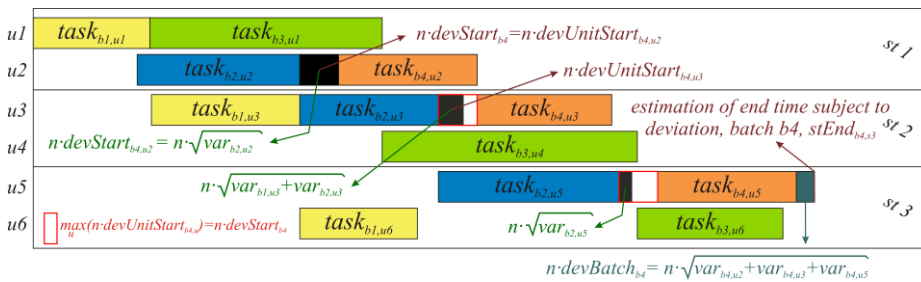 u1 task_{b1,u1} task_{b3,u1} n·devStart_{b4}=n·devUnitStart_{b4,u2} st 1
u2 task_{b2,u2} task_{b4,u2}
n·devUnitStart_{b4,u3}
u3 task_{b1,u3} task_{b2,u3} task_{b4,u3} st 2
estimation of end time subject to
deviation, batch b4, stEnd_{b4,s3}
n·devStart_{b4,u2} = n·√var_{b2,u2}
u4 task_{b3,u4}
n·√var_{b1,u3}+var_{b2,u3}
u5 task_{b2,u5} task_{b4,u5} st 3
n·√var_{b2,u5}
u6 max_u(n·devUnitStart_{b4,u})=n·devStart_{b4} task_{b1,u6} task_{b3,u6}
n·devBatch_{b4} = n·√var_{b4,u2}+var_{b4,u3}+var_{b4,u5}